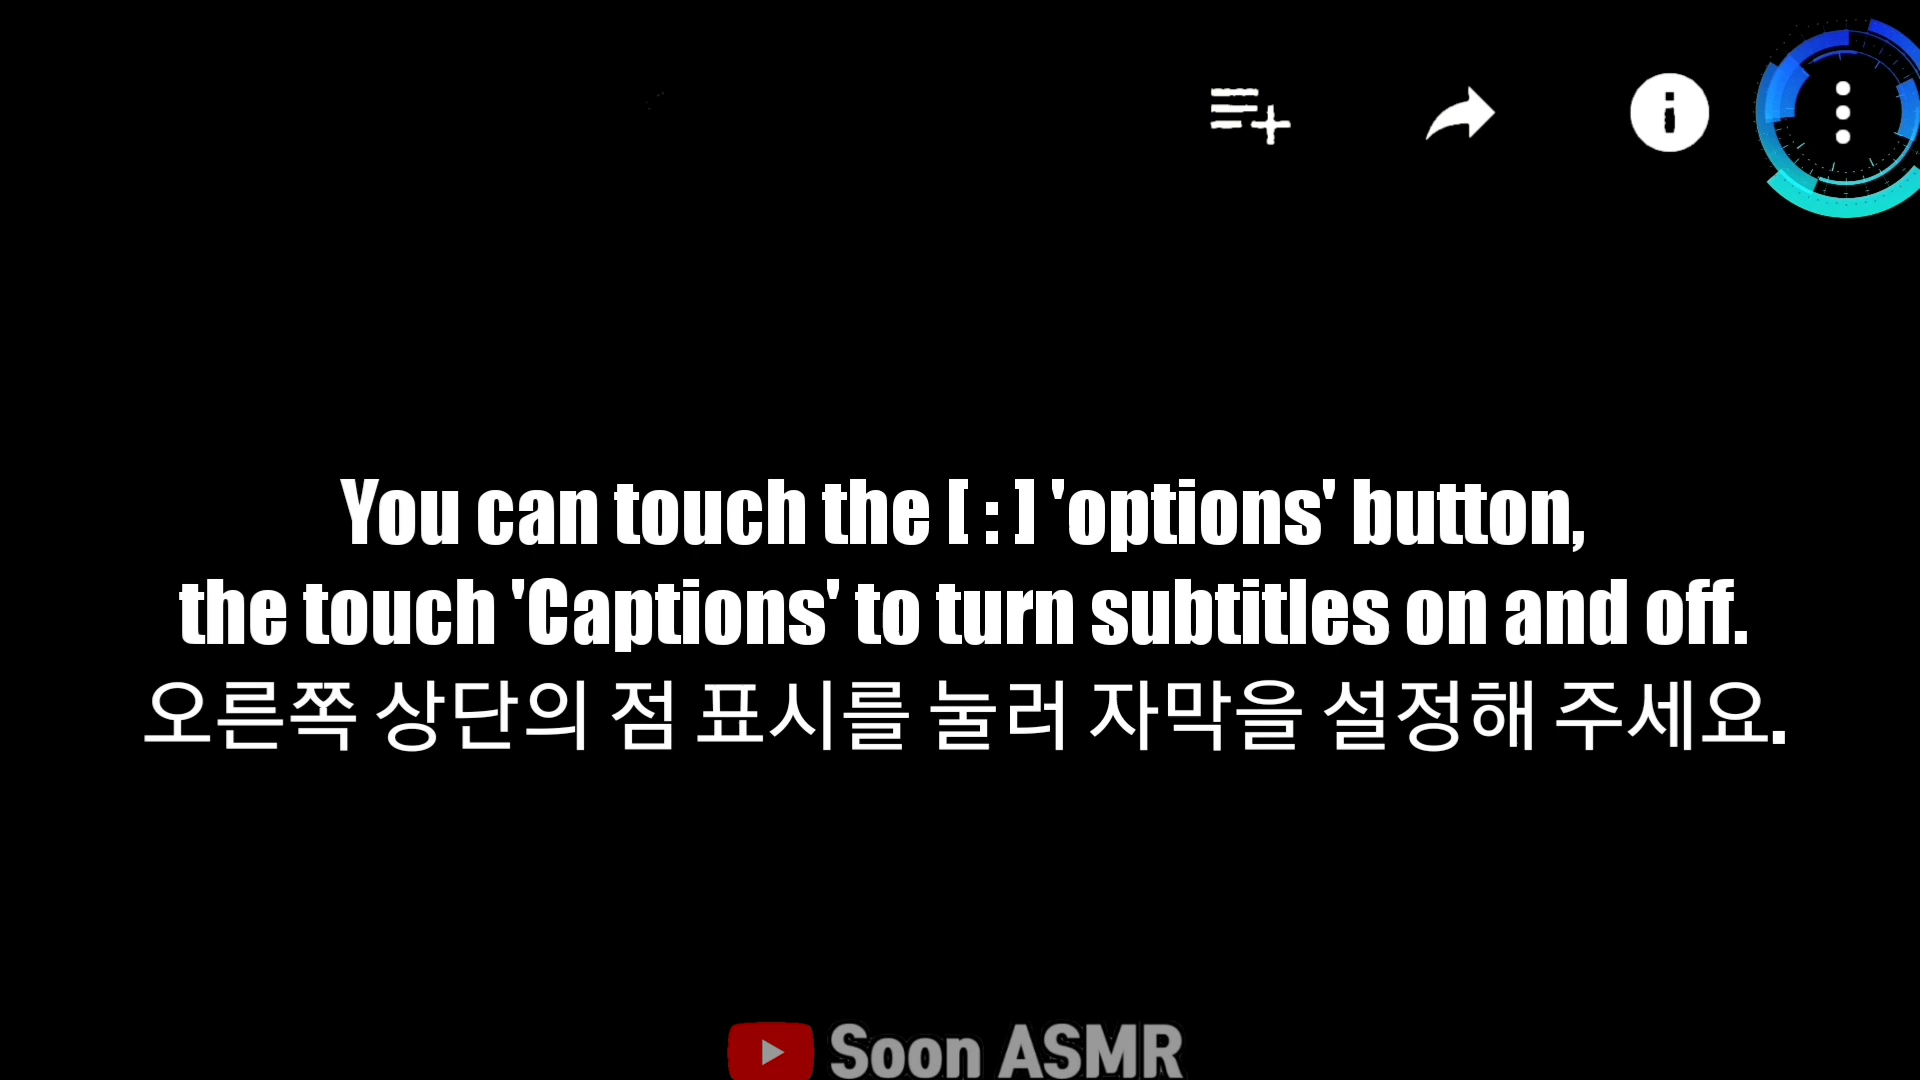 You can touch the [ : ] 'options' button,
the touch 'Captions' to turn subtitles on and off.
오른쪽 상단의 점 표시를 눌러 자막을 설정해 주세요.
Soon ASMR